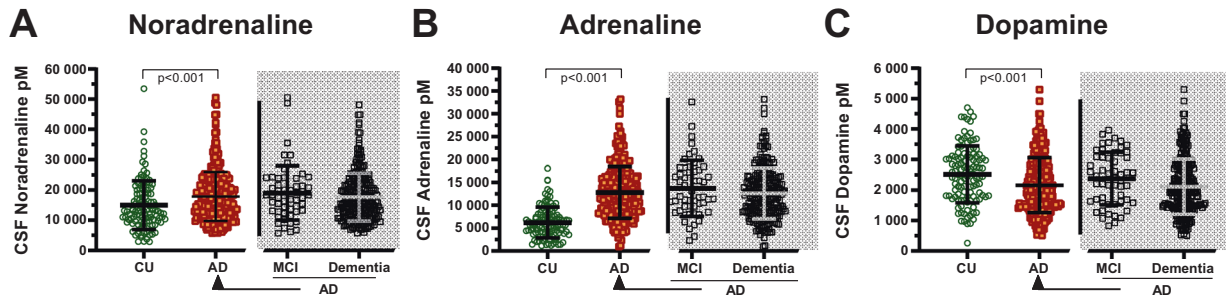 A Noradrenaline
CSF Noradrenaline pM
60 000
50 000
40 000
30 000
20 000
10 000
0
p<0.001
CU AD MCI Dementia
AD
B Adrenaline
CSF Adrenaline pM
40 000
35 000
30 000
25 000
20 000
15 000
10 000
5 000
0
p<0.001
CU AD MCI Dementia
AD
C Dopamine
CSF Dopamine pM
6 000
5 000
4 000
3 000
2 000
1 000
0
p<0.001
CU AD MCI Dementia
AD